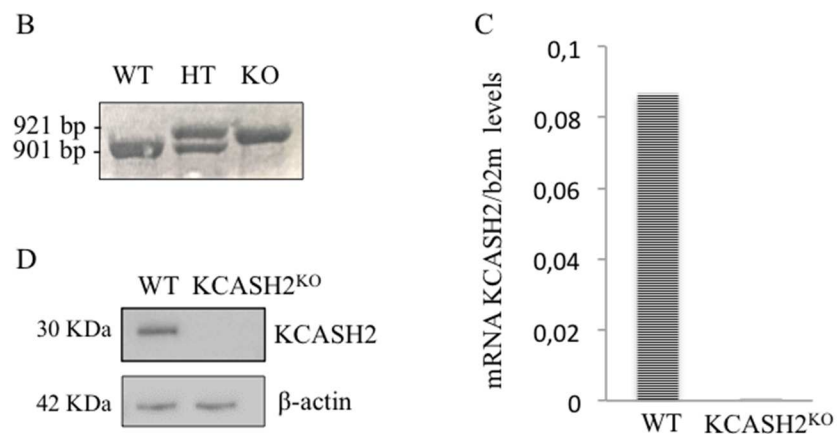 B
WT HT KO
921 bp -
901 bp -
C
mRNA KCASH2/b2m levels
0,1
0,08
0,06
0,04
0,02
0
WT KCASH2ᴷᴼ
D
WT KCASH2ᴷᴼ
30 KDa
KCASH2
42 KDa
β-actin